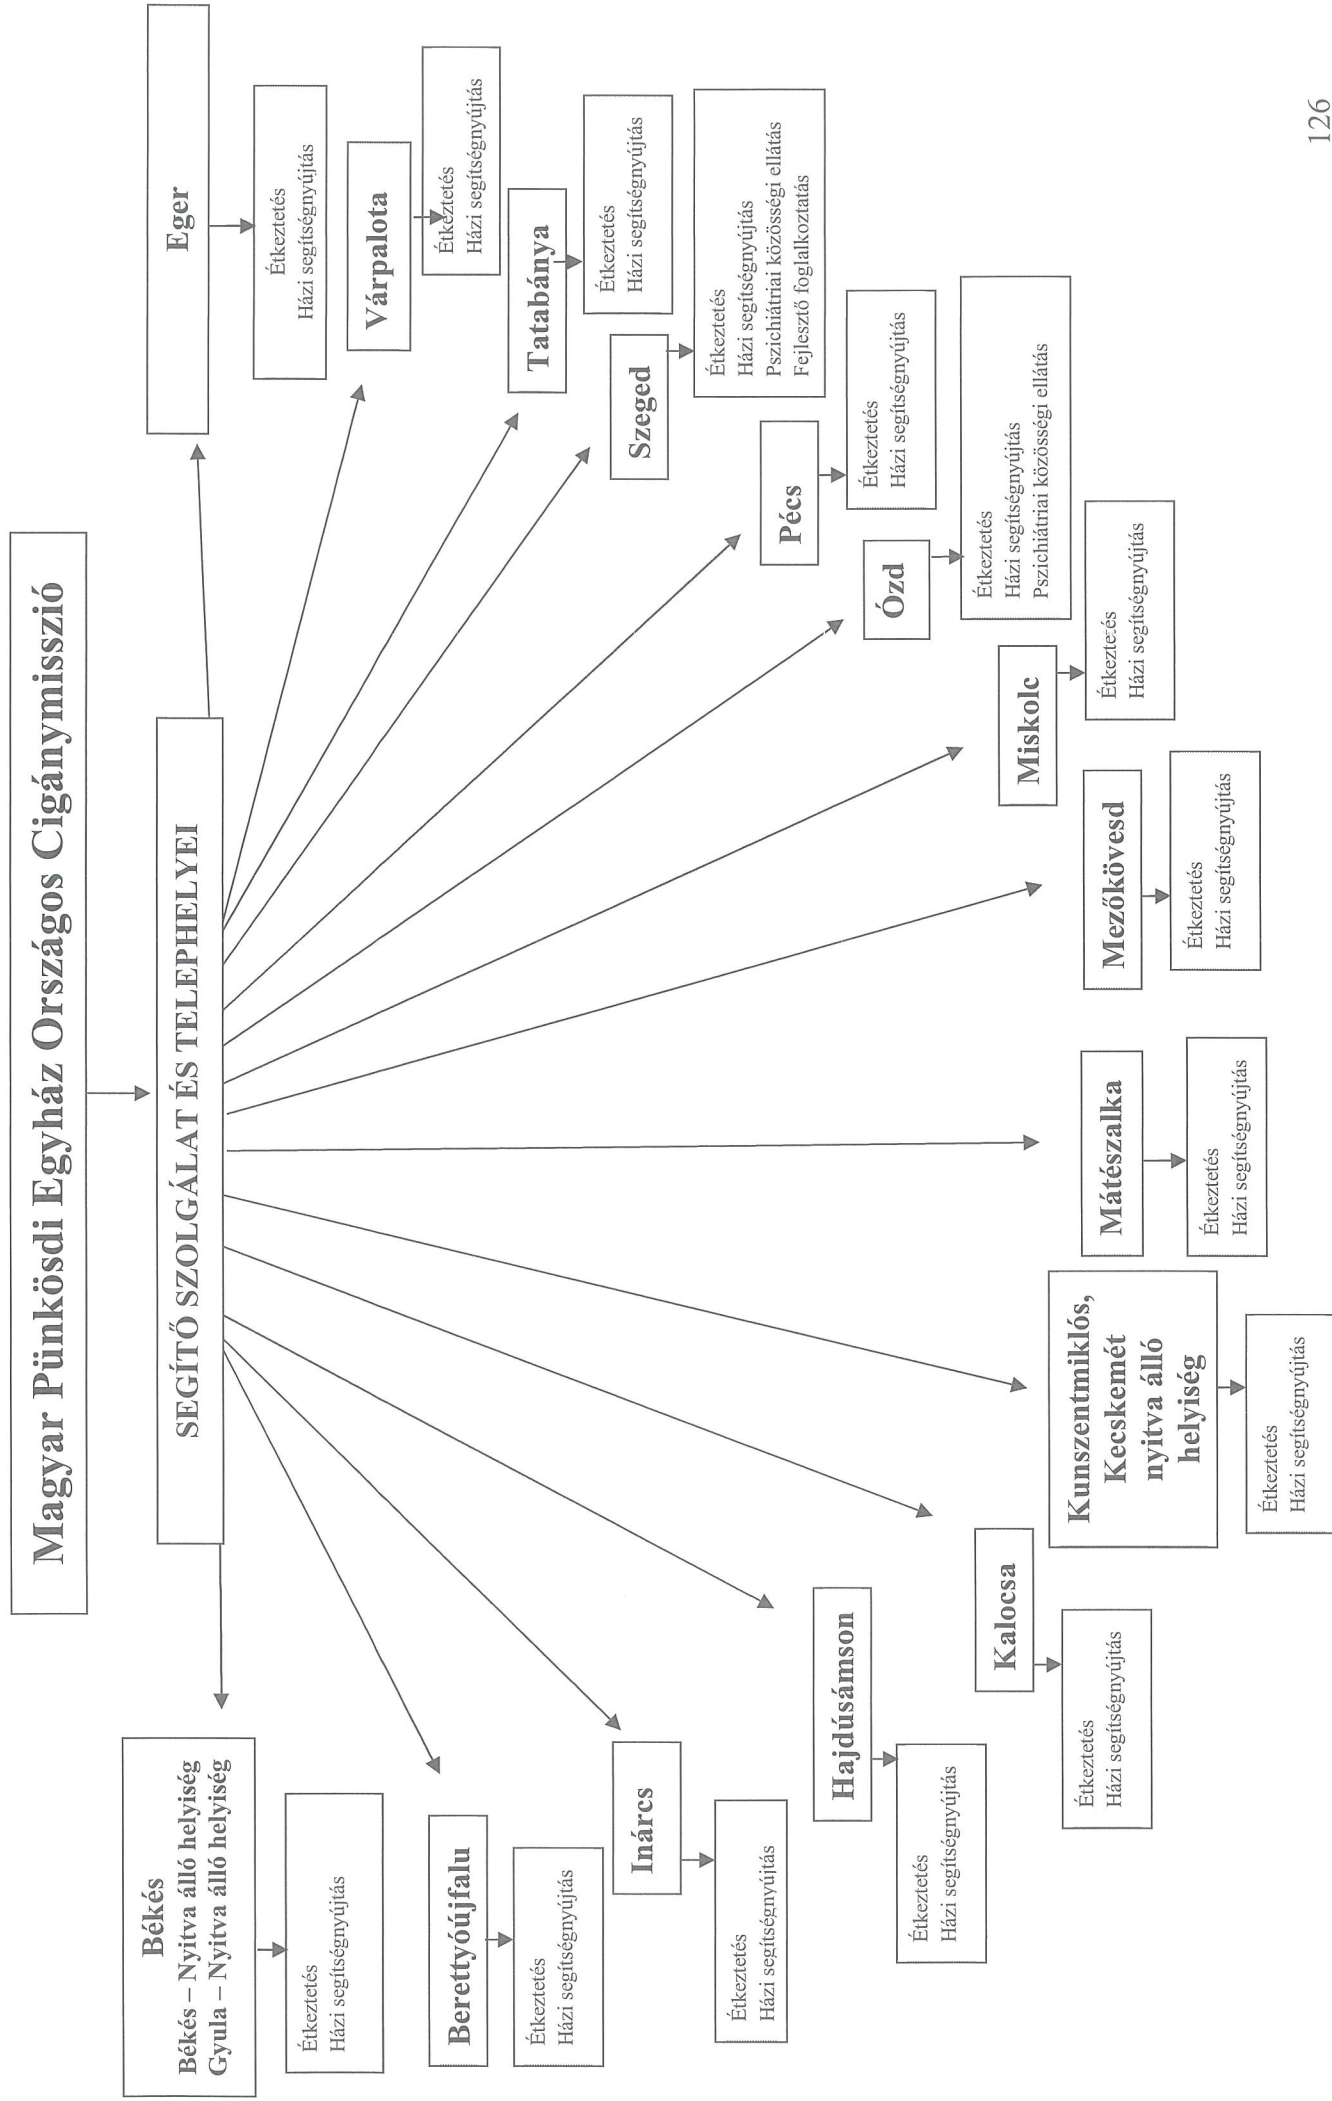 Magyar Pünkösdi Egyház Országos Cigánymisszió
SEGÍTŐ SZOLGÁLAT ÉS TELEPHELYEI
Békés
Békés – Nyitva álló helyiség
Gyula – Nyitva álló helyiség
Étkeztetés
Házi segítségnyújtás
Berettyóújfalu
Étkeztetés
Házi segítségnyújtás
Inárcs
Étkeztetés
Házi segítségnyújtás
Hajdúsámson
Étkeztetés
Házi segítségnyújtás
Kalocsa
Étkeztetés
Házi segítségnyújtás
Kunszentmiklós,
Kecskemét
nyitva álló
helyiség
Étkeztetés
Házi segítségnyújtás
Mátészalka
Étkeztetés
Házi segítségnyújtás
Mezőkövesd
Étkeztetés
Házi segítségnyújtás
Miskolc
Étkeztetés
Házi segítségnyújtás
Ózd
Étkeztetés
Házi segítségnyújtás
Pszichiátriai közösségi ellátás
Pécs
Étkeztetés
Házi segítségnyújtás
Szeged
Étkeztetés
Házi segítségnyújtás
Pszichiátriai közösségi ellátás
Fejlesztő foglalkoztatás
Tatabánya
Étkeztetés
Házi segítségnyújtás
Várpalota
Étkeztetés
Házi segítségnyújtás
Eger
Étkeztetés
Házi segítségnyújtás
126